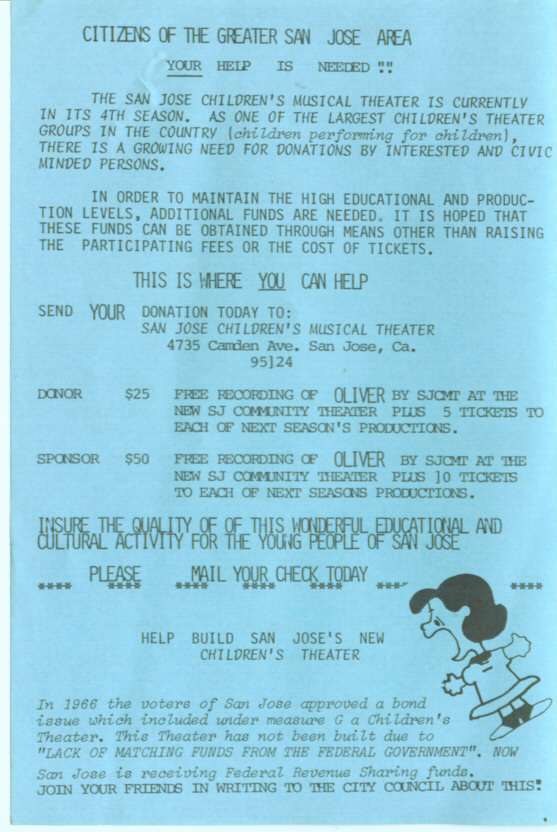 CITIZENS OF THE GREATER SAN JOSE AREA
YOUR HELP IS NEEDED !!
THE SAN JOSE CHILDREN'S MUSICAL THEATER IS CURRENTLY
IN ITS 4TH SEASON. AS ONE OF THE LARGEST CHILDREN'S THEATER
GROUPS IN THE COUNTRY (children performing for children),
THERE IS A GROWING NEED FOR DONATIONS BY INTERESTED AND CIVIC
MINDED PERSONS.
IN ORDER TO MAINTAIN THE HIGH EDUCATIONAL AND PRODUC-
TION LEVELS, ADDITIONAL FUNDS ARE NEEDED. IT IS HOPED THAT
THESE FUNDS CAN BE OBTAINED THROUGH MEANS OTHER THAN RAISING
THE PARTICIPATING FEES OR THE COST OF TICKETS.
THIS IS WHERE YOU CAN HELP
SEND YOUR DONATION TODAY TO:
SAN JOSE CHILDREN'S MUSICAL THEATER
4735 Camden Ave. San Jose, Ca.
95]24
DONOR $25 FREE RECORDING OF OLIVER BY SJCMT AT THE
NEW SJ COMMUNITY THEATER PLUS 5 TICKETS TO
EACH OF NEXT SEASON'S PRODUCTIONS.
SPONSOR $50 FREE RECORDING OF OLIVER BY SJCMT AT THE
NEW SJ COMMUNITY THEATER PLUS ]0 TICKETS
TO EACH OF NEXT SEASONS PRODUCTIONS.
INSURE THE QUALITY OF OF THIS WONDERFUL EDUCATIONAL AND
CULTURAL ACTIVITY FOR THE YOUNG PEOPLE OF SAN JOSE
PLEASE MAIL YOUR CHECK TODAY
**** **** **** **** **** **** ****
HELP BUILD SAN JOSE'S NEW
CHILDREN'S THEATER
In 1966 the voters of San Jose approved a bond
issue which included under measure G a Children's
Theater. This Theater has not been built due to
"LACK OF MATCHING FUNDS FROM THE FEDERAL GOVERNMENT". NOW
San Jose is receiving Federal Revenue Sharing funds.
JOIN YOUR FRIENDS IN WRITING TO THE CITY COUNCIL ABOUT THIS!